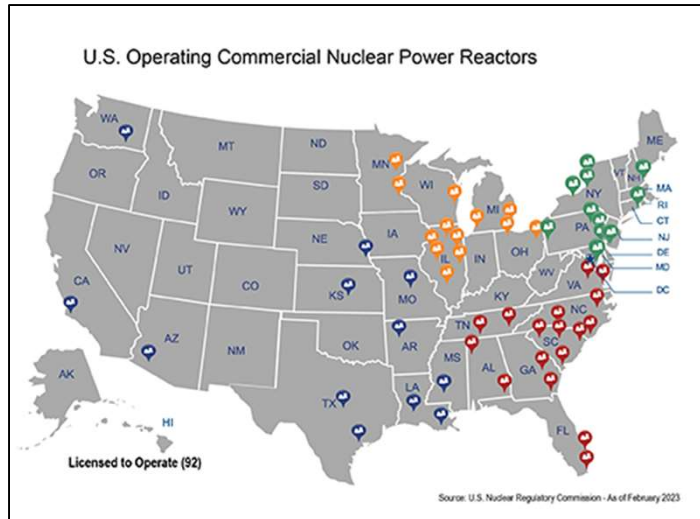 U.S. Operating Commercial Nuclear Power Reactors
WA
MT
ND
MN
ME
OR
ID
SD
WI
MI
NY
VT
NH
MA
RI
CT
WY
NE
IA
PA
NJ
NV
UT
CO
IL
IN
OH
DE
MD
DC
CA
KS
MO
WV
VA
KY
AZ
NM
OK
AR
TN
NC
SC
MS
AL
GA
TX
LA
FL
AK
HI
Licensed to Operate (92)
Source: U.S. Nuclear Regulatory Commission - As of February 2023